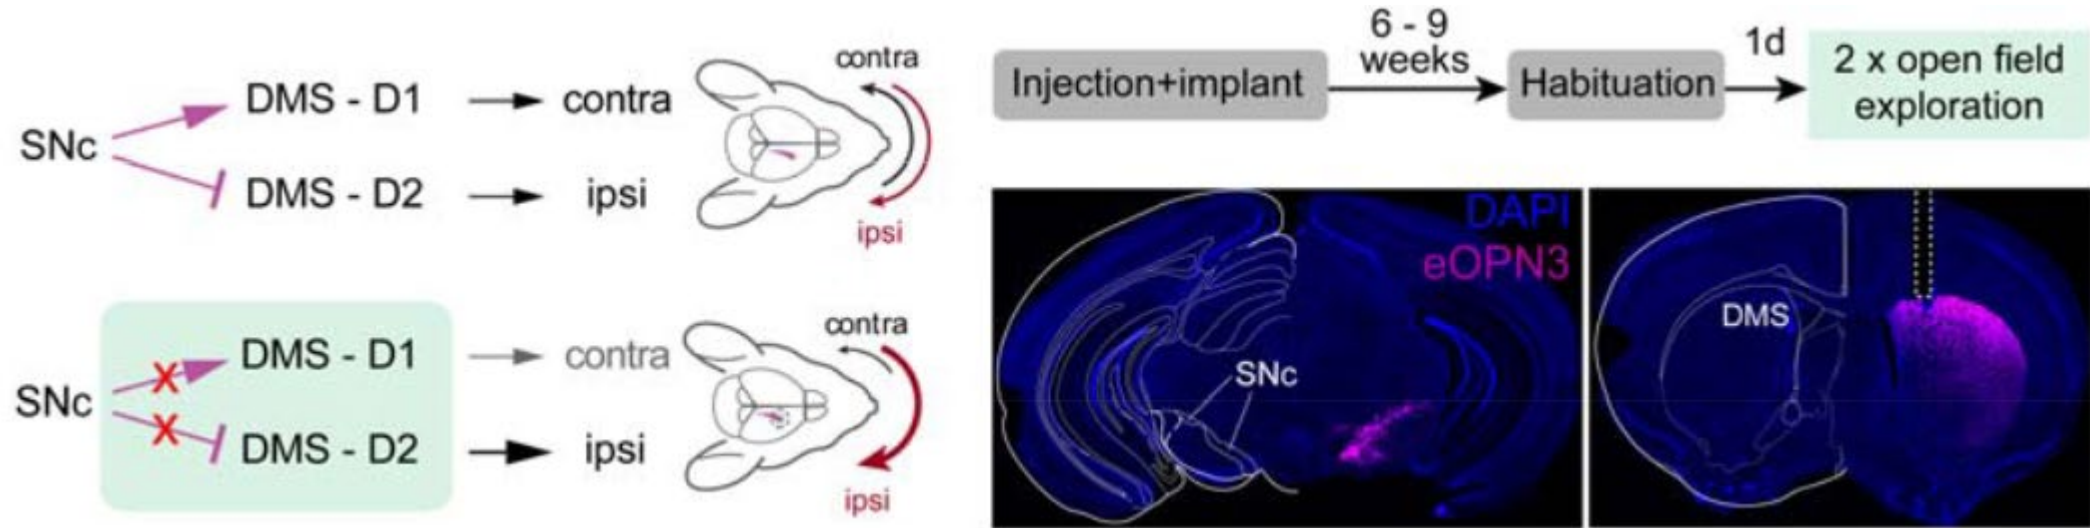 SNc
DMS - D1
contra
DMS - D2
ipsi
contra
ipsi
SNc
X
DMS - D1
contra
X
DMS - D2
ipsi
contra
ipsi
Injection+implant
6 - 9
weeks
Habituation
1d
2 x open field
exploration
DAPI
eOPN3
SNc
DMS